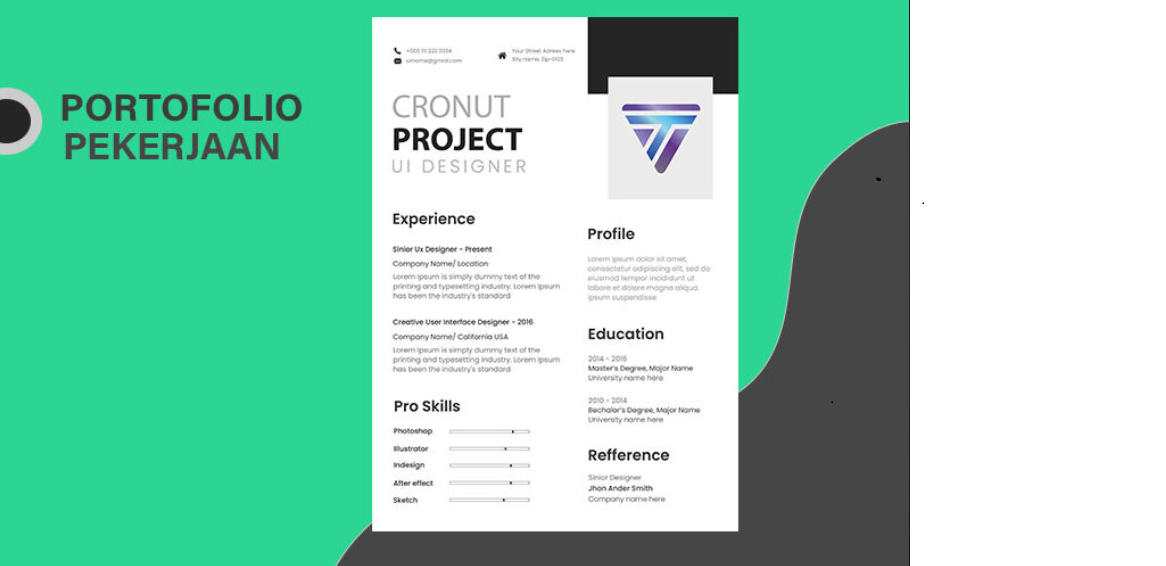 PORTOFOLIO
PEKERJAAN
+000 111 222 3334
urname@gmial.com
Your Street Adrees here
Sity name, Zip-0123
CRONUT
PROJECT
UI DESIGNER
Experience
Sinior Ux Designer - Present
Company Name/ Location
Lorem Ipsum is simply dummy text of the
printing and typesetting industry. Lorem Ipsum
has been the industry's standard
Creative User Interface Designer - 2016
Company Name/ California USA
Lorem Ipsum is simply dummy text of the
printing and typesetting industry. Lorem Ipsum
has been the industry's standard
Pro Skills
Photoshop
Illustrator
Indesign
After effect
Sketch
Profile
Lorem ipsum dolor sit amet,
consectetur adipiscing elit, sed do
eiusmod tempor incididunt ut
labore et dolore magna aliqua.
ipsum suspendisse
Education
2014 - 2016
Master's Degree, Major Name
University name here
2010 - 2014
Bechalor's Degree, Major Name
University name here
Refference
Sinior Designer
Jhon Ander Smith
Company name here